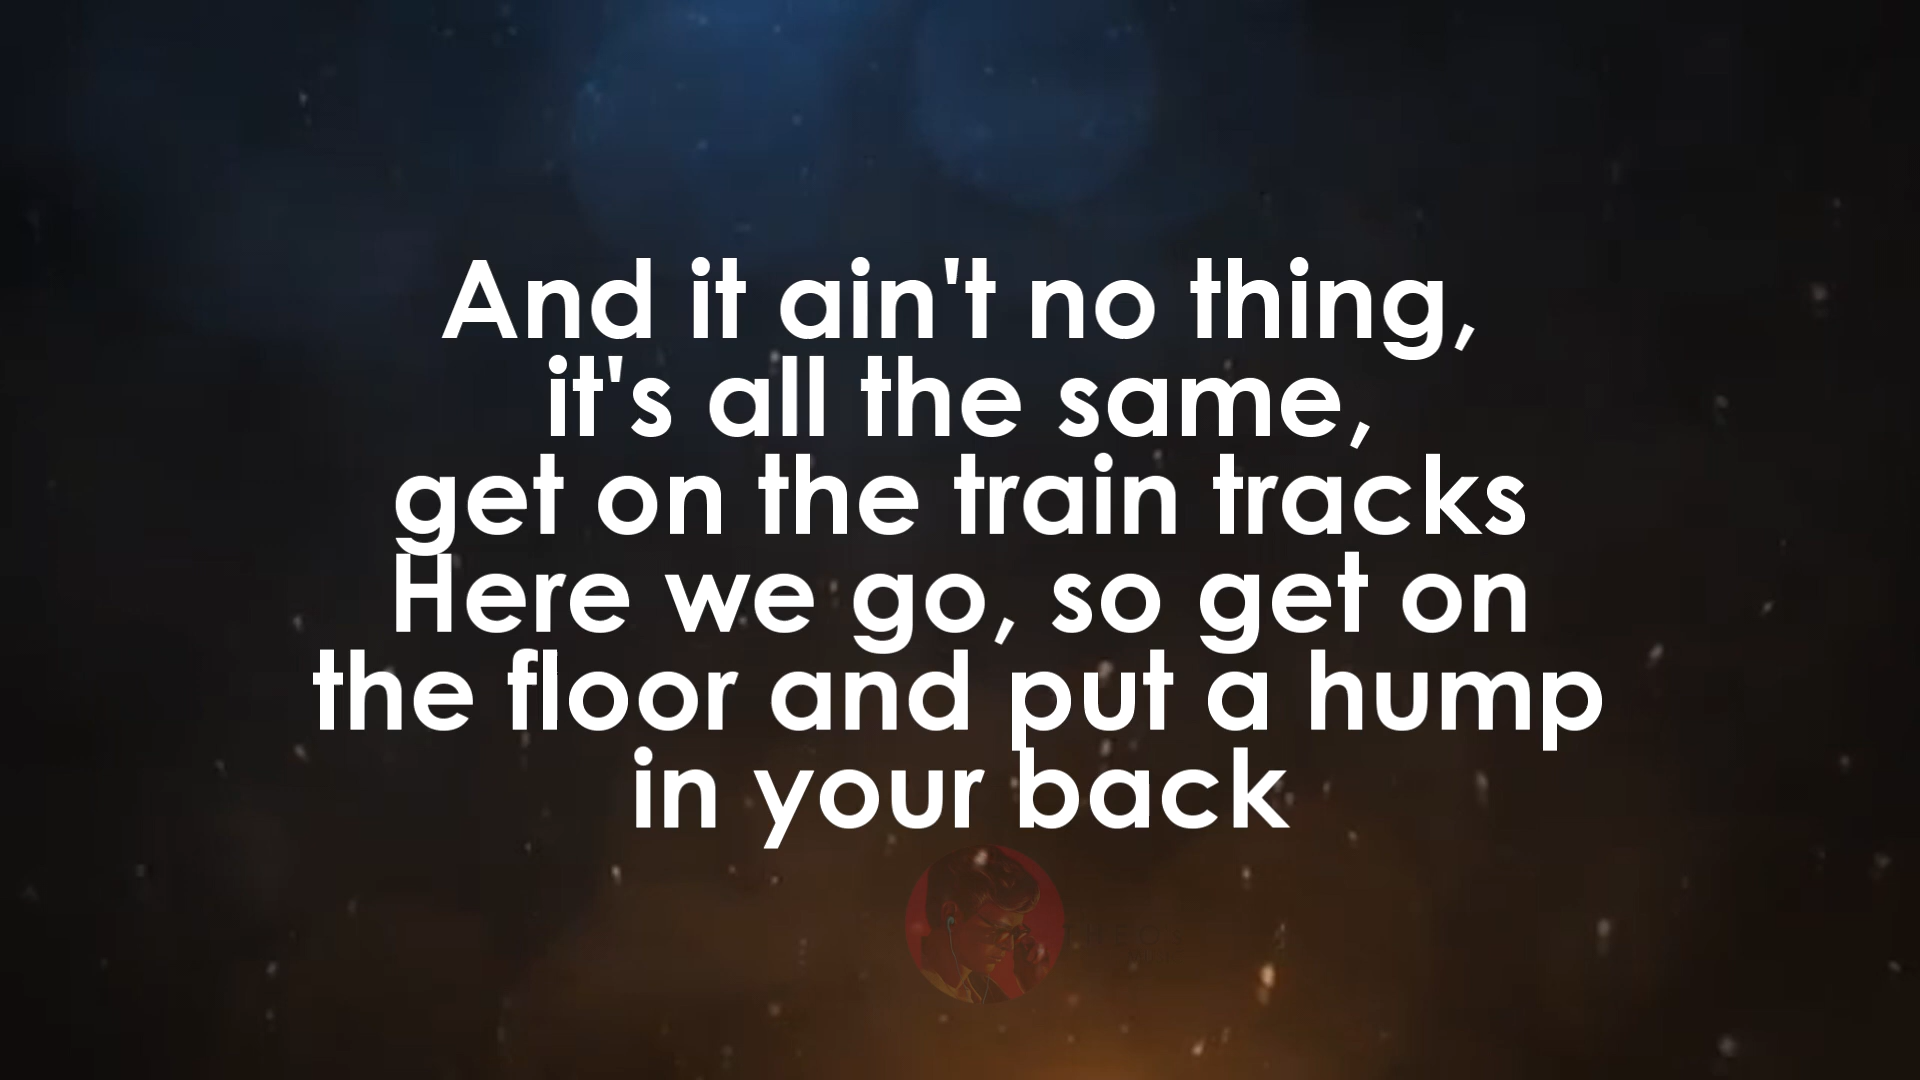 And it ain't no thing,
it's all the same,
get on the train tracks
Here we go, so get on
the floor and put a hump
in your back